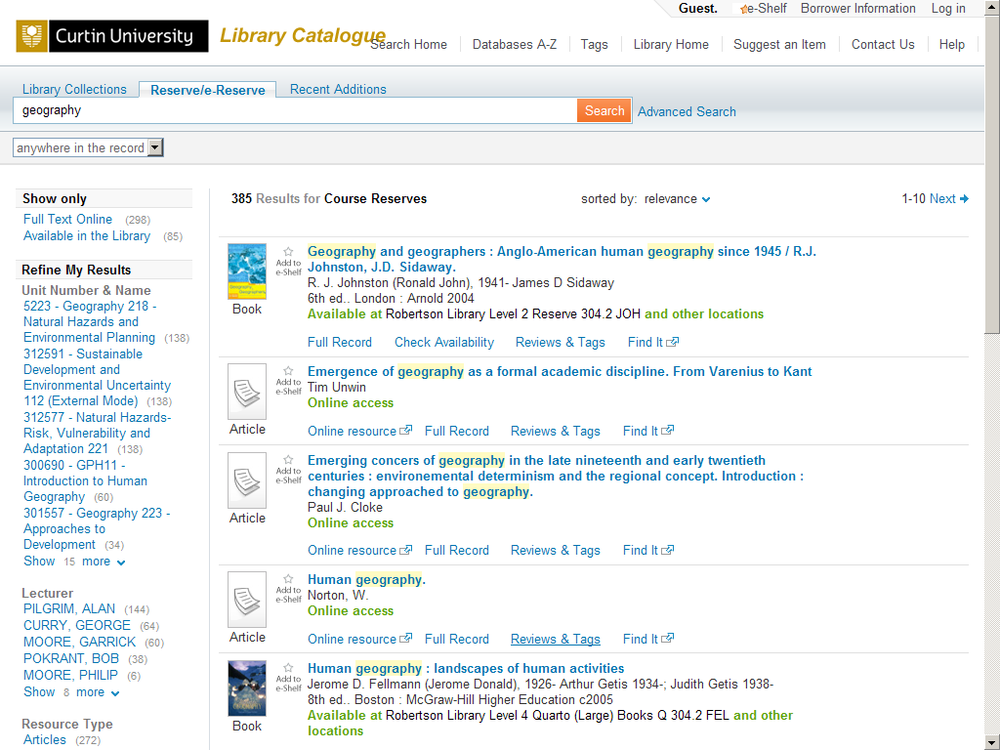 Guest. e-Shelf Borrower Information Log in
Curtin University Library Catalogue
Search Home Databases A-Z Tags Library Home Suggest an Item Contact Us Help
Library Collections Reserve/e-Reserve Recent Additions
geography Search Advanced Search
anywhere in the record
Show only
Full Text Online (298)
Available in the Library (85)
Refine My Results
Unit Number & Name
5223 - Geography 218 -
Natural Hazards and
Environmental Planning (138)
312591 - Sustainable
Development and
Environmental Uncertainty
112 (External Mode) (138)
312577 - Natural Hazards-
Risk, Vulnerability and
Adaptation 221 (138)
300690 - GPH11 -
Introduction to Human
Geography (60)
301557 - Geography 223 -
Approaches to
Development (34)
Show 15 more
Lecturer
PILGRIM, ALAN (144)
CURRY, GEORGE (64)
MOORE, GARRICK (60)
POKRANT, BOB (38)
MOORE, PHILIP (6)
Show 8 more
Resource Type
Articles (272)
385 Results for Course Reserves sorted by: relevance 1-10 Next
Book
Add to
e-Shelf
Geography and geographers : Anglo-American human geography since 1945 / R.J.
Johnston, J.D. Sidaway.
R. J. Johnston (Ronald John), 1941- James D Sidaway
6th ed.. London : Arnold 2004
Available at Robertson Library Level 2 Reserve 304.2 JOH and other locations
Full Record Check Availability Reviews & Tags Find It
Article
Add to
e-Shelf
Emergence of geography as a formal academic discipline. From Varenius to Kant
Tim Unwin
Online access
Online resource Full Record Reviews & Tags Find It
Article
Add to
e-Shelf
Emerging concers of geography in the late nineteenth and early twentieth
centuries : environemental determinism and the regional concept. Introduction :
changing approached to geography.
Paul J. Cloke
Online access
Online resource Full Record Reviews & Tags Find It
Article
Add to
e-Shelf
Human geography.
Norton, W.
Online access
Online resource Full Record Reviews & Tags Find It
Book
Add to
e-Shelf
Human geography : landscapes of human activities
Jerome D. Fellmann (Jerome Donald), 1926- Arthur Getis 1934-; Judith Getis 1938-
8th ed.. Boston : McGraw-Hill Higher Education c2005
Available at Robertson Library Level 4 Quarto (Large) Books Q 304.2 FEL and other
locations